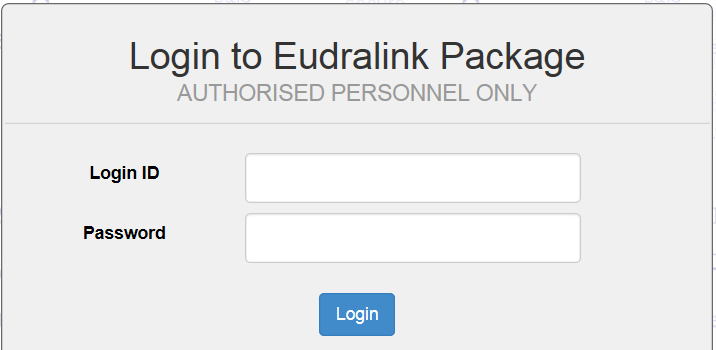 Login to Eudralink Package
AUTHORISED PERSONNEL ONLY
Login ID
Password
Login